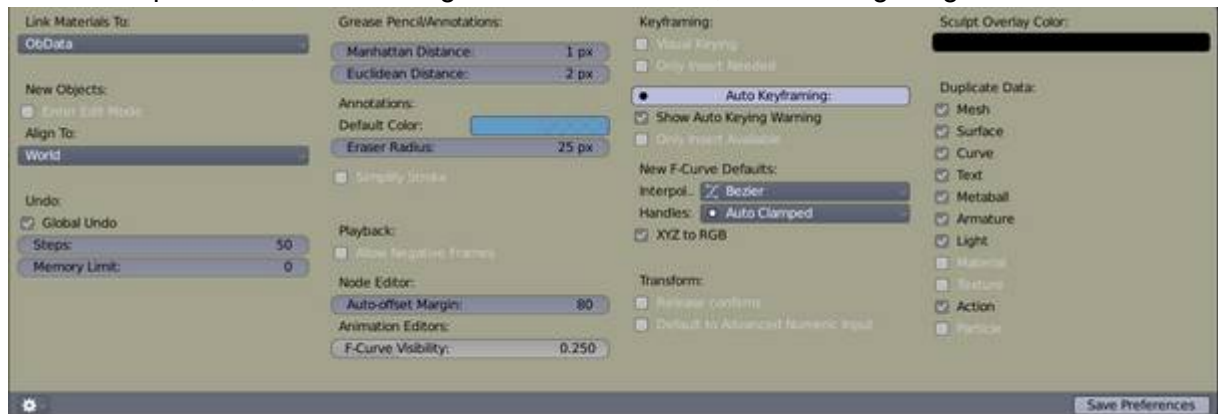 Link Materials To:
ObData
New Objects:
Enter Edit Mode
Align To:
World
Undo:
Global Undo
Steps: 50
Memory Limit: 0
Grease Pencil/Annotations:
Manhattan Distance: 1 px
Euclidean Distance: 2 px
Annotations:
Default Color:
Eraser Radius: 25 px
Simplify Stroke
Playback:
Allow Negative Frames
Node Editor:
Auto-offset Margin: 80
Animation Editors:
F-Curve Visibility: 0.250
Keyframing:
Visual Keying
Only Insert Needed
Auto Keyframing:
Show Auto Keying Warning
Only Insert Available
New F-Curve Defaults:
Interpol.. Bezier
Handles: Auto Clamped
XYZ to RGB
Transform:
Release confirms
Default to Advanced Numeric Input
Sculpt Overlay Color:
Duplicate Data:
Mesh
Surface
Curve
Text
Metaball
Armature
Light
Material
Texture
Action
Particle
Save Preferences